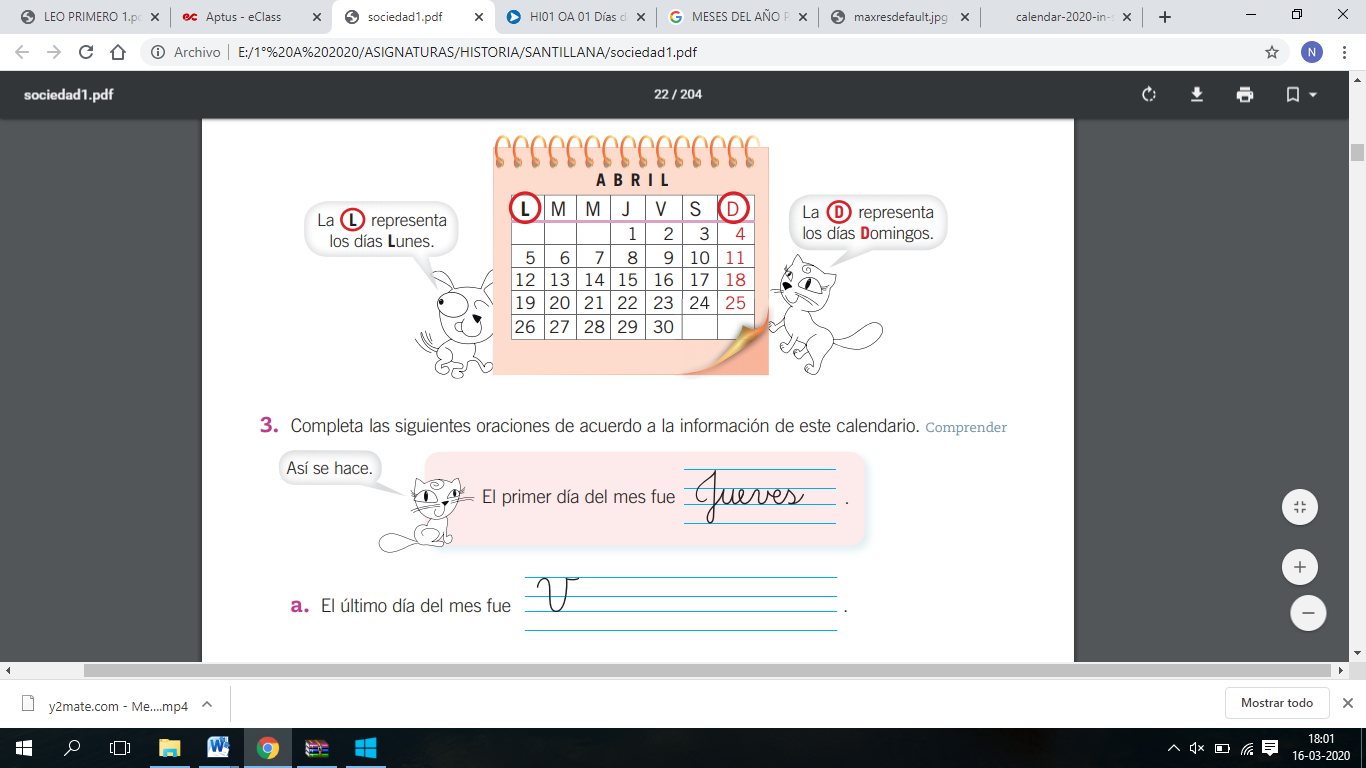 LEO PRIMERO 1.pd
Aptus - eClass
sociedad1.pdf
HI01 OA 01 Días d
MESES DEL AÑO P
maxresdefault.jpg
calendar-2020-in-s
Archivo
E:/1°%20A%202020/ASIGNATURAS/HISTORIA/SANTILLANA/sociedad1.pdf
N
sociedad1.pdf
22 / 204
ABRIL
L M M J V S D
1 2 3 4
5 6 7 8 9 10 11
12 13 14 15 16 17 18
19 20 21 22 23 24 25
26 27 28 29 30
La L representa
los días Lunes.
La D representa
los días Domingos.
3. Completa las siguientes oraciones de acuerdo a la información de este calendario. Comprender
Así se hace.
El primer día del mes fue Jueves .
a. El último día del mes fue V .
y2mate.com - Me....mp4
Mostrar todo
18:01
16-03-2020